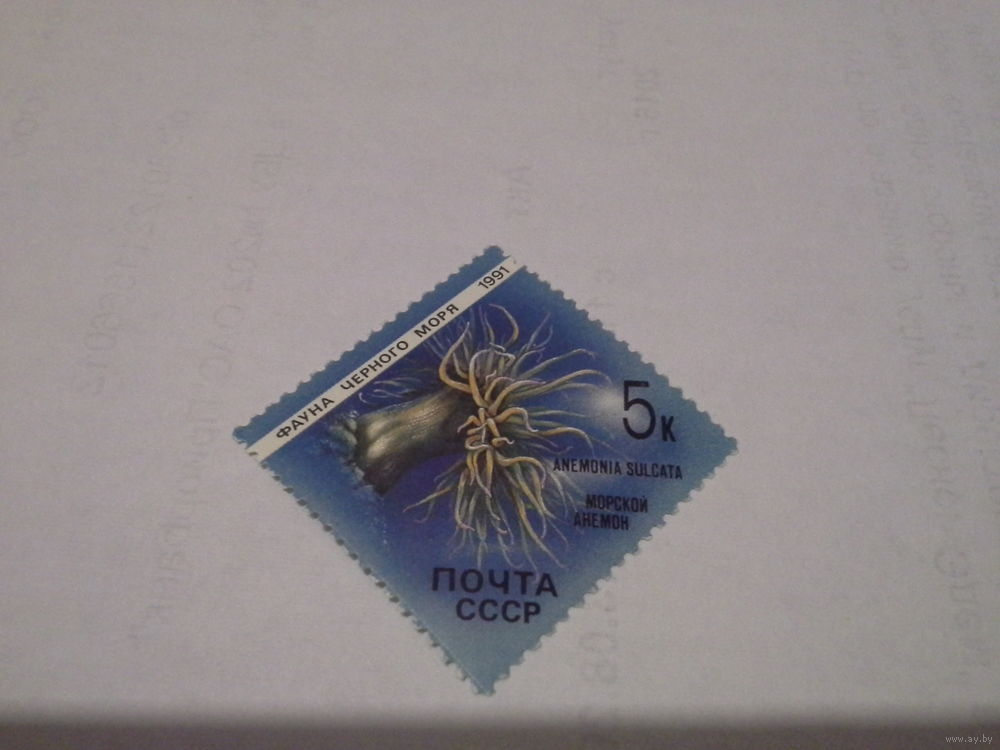 ФАУНА ЧЕРНОГО МОРЯ 1991
5к
ANEMONIA SULCATA
МОРСКОЙ
АНЕМОН
ПОЧТА
СССР
www.ay.by